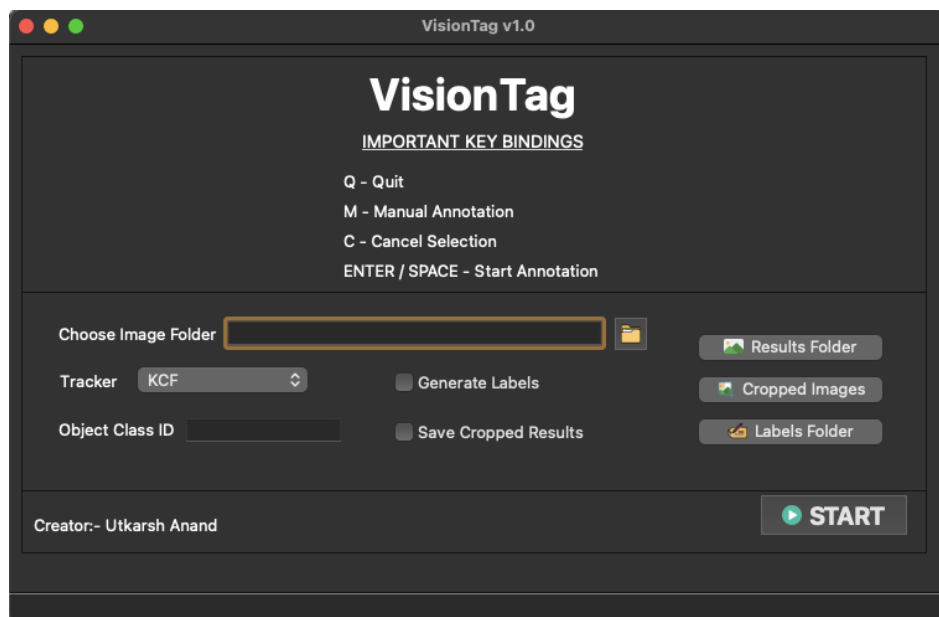 VisionTag v1.0
VisionTag
IMPORTANT KEY BINDINGS
Q - Quit
M - Manual Annotation
C - Cancel Selection
ENTER / SPACE - Start Annotation
Choose Image Folder
Results Folder
Tracker KCF Generate Labels
Cropped Images
Object Class ID Save Cropped Results
Labels Folder
Creator:- Utkarsh Anand
START